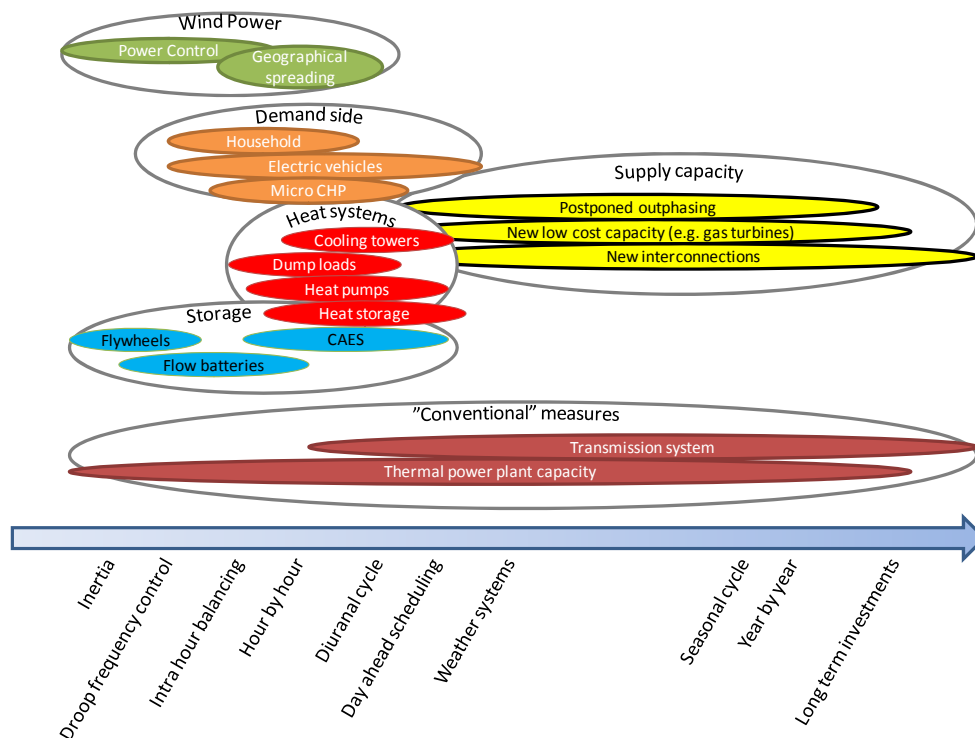 Wind Power
Power Control
Geographical
spreading
Demand side
Household
Electric vehicles
Micro CHP
Supply capacity
Postponed outphasing
New low cost capacity (e.g. gas turbines)
New interconnections
Heat systems
Cooling towers
Dump loads
Heat pumps
Heat storage
Storage
Flywheels
CAES
Flow batteries
”Conventional” measures
Transmission system
Thermal power plant capacity
Inertia
Droop frequency control
Intra hour balancing
Hour by hour
Diuranal cycle
Day ahead scheduling
Weather systems
Seasonal cycle
Year by year
Long term investments